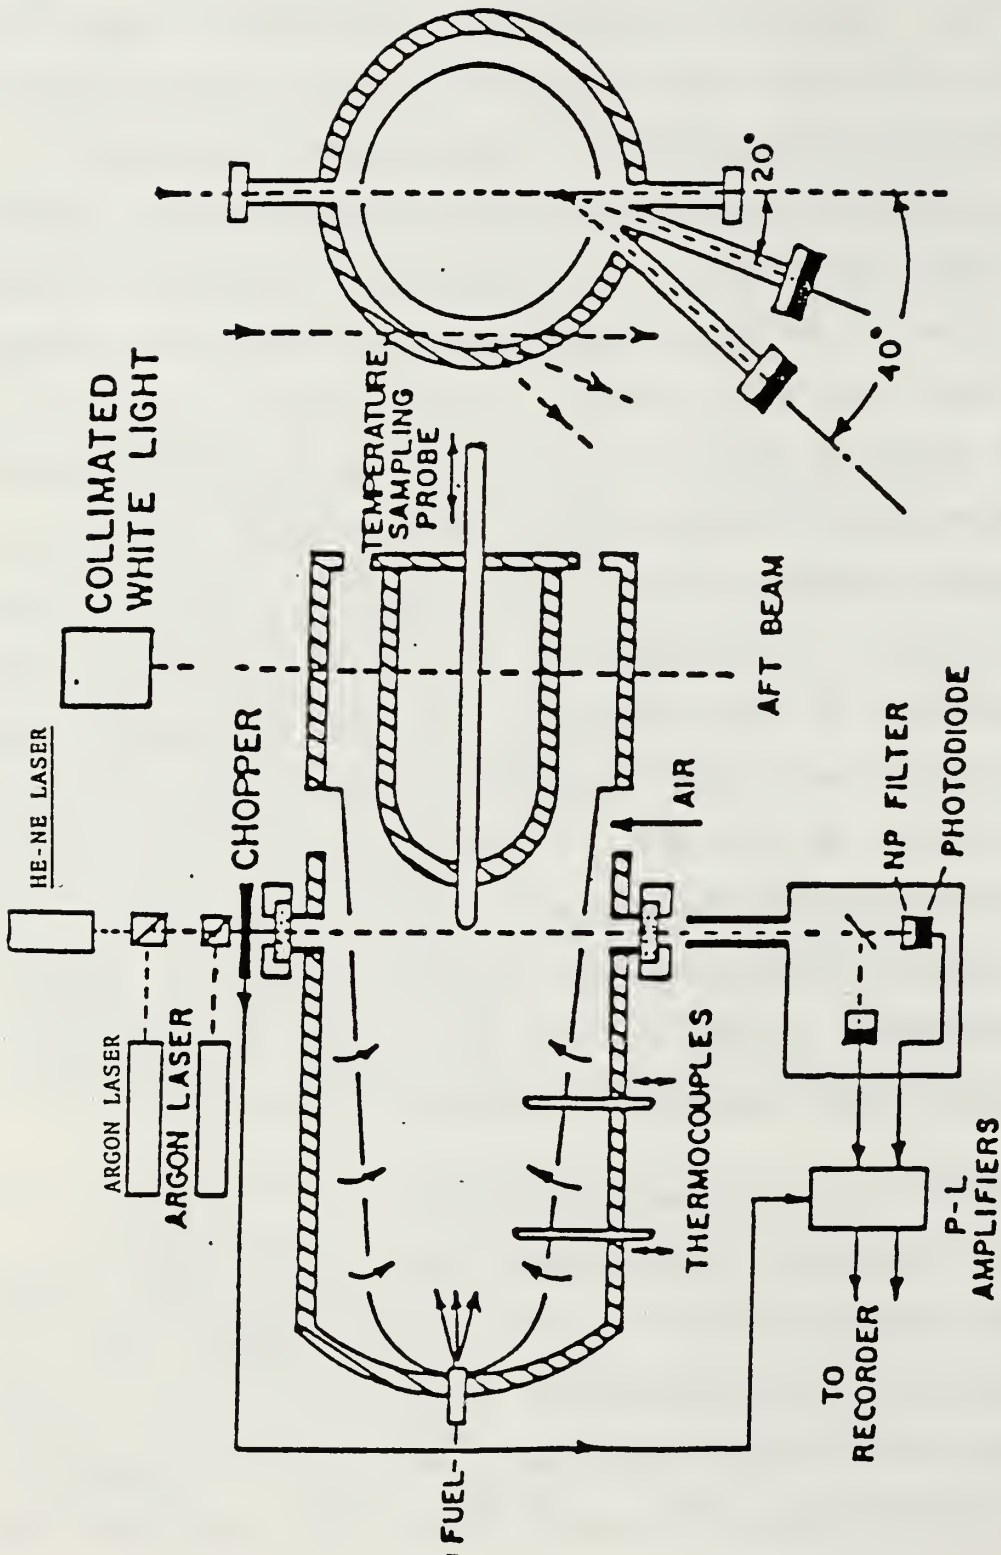 HE-NE LASER
COLLIMATED
WHITE LIGHT
ARGON LASER
ARGON LASER
CHOPPER
TEMPERATURE
SAMPLING
PROBE
20°
40°
FUEL
AIR
AFT BEAM
THERMOCOUPLES
NP FILTER
PHOTODIODE
TO
RECORDER
P-L
AMPLIFIERS